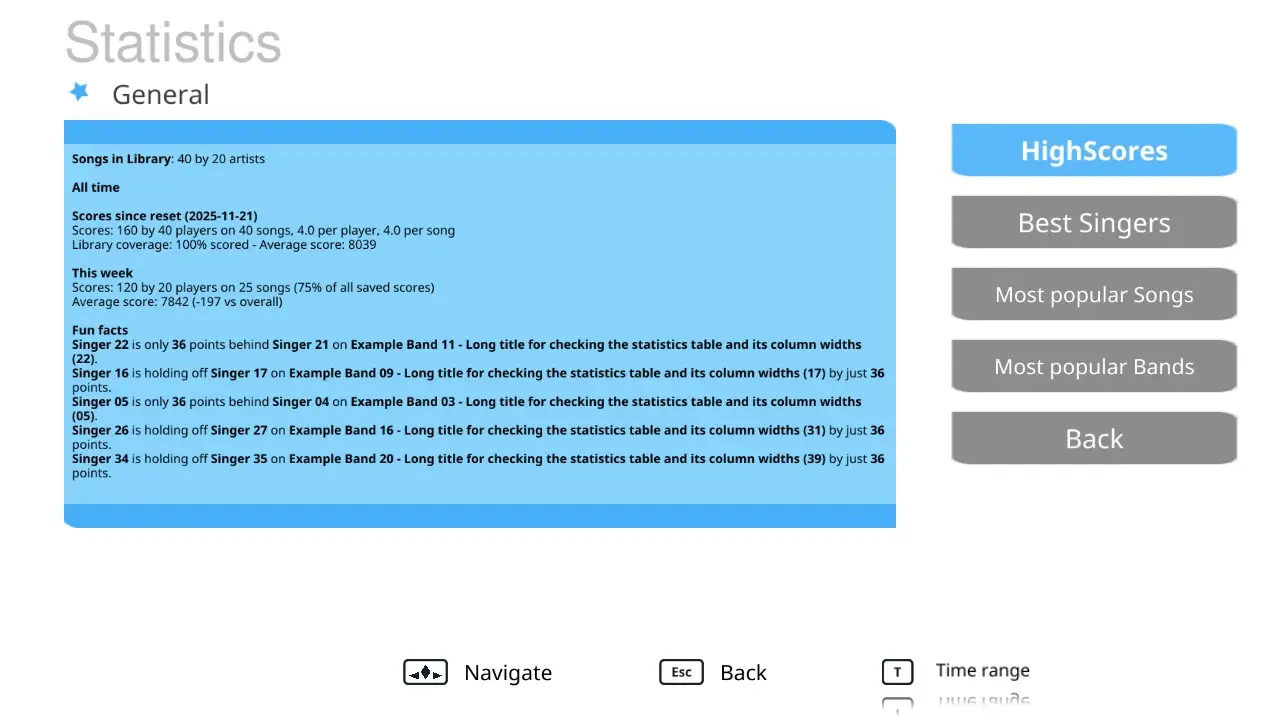 Statistics
General
Songs in Library: 40 by 20 artists
All time
Scores since reset (2025-11-21)
Scores: 160 by 40 players on 40 songs, 4.0 per player, 4.0 per song
Library coverage: 100% scored - Average score: 8039
This week
Scores: 120 by 20 players on 25 songs (75% of all saved scores)
Average score: 7842 (-197 vs overall)
Fun facts
Singer 22 is only 36 points behind Singer 21 on Example Band 11 - Long title for checking the statistics table and its column widths
(22).
Singer 16 is holding off Singer 17 on Example Band 09 - Long title for checking the statistics table and its column widths (17) by just 36
points.
Singer 05 is only 36 points behind Singer 04 on Example Band 03 - Long title for checking the statistics table and its column widths
(05).
Singer 26 is holding off Singer 27 on Example Band 16 - Long title for checking the statistics table and its column widths (31) by just 36
points.
Singer 34 is holding off Singer 35 on Example Band 20 - Long title for checking the statistics table and its column widths (39) by just 36
points.
HighScores
Best Singers
Most popular Songs
Most popular Bands
Back
Navigate
Esc Back
T Time range